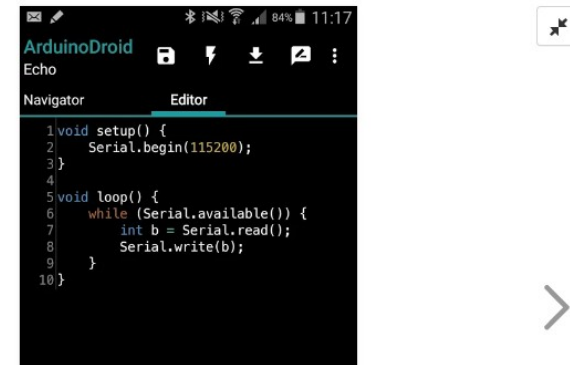 84% 11:17
ArduinoDroid
Echo
Navigator Editor
1 void setup() {
2     Serial.begin(115200);
3 }
4
5 void loop() {
6     while (Serial.available()) {
7         int b = Serial.read();
8         Serial.write(b);
9     }
10 }